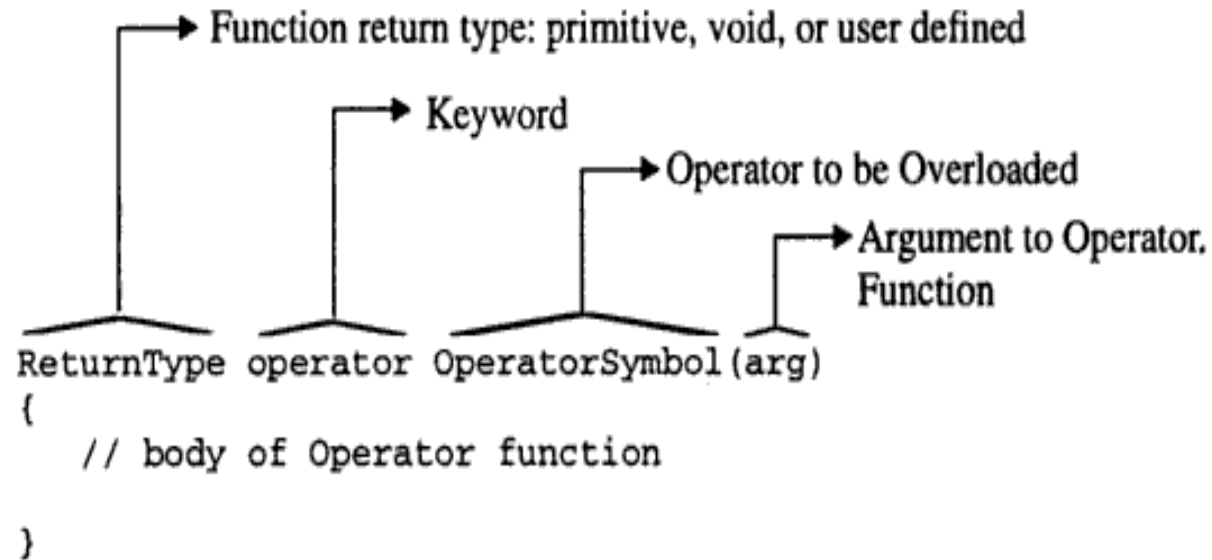 Function return type: primitive, void, or user defined
Keyword
Operator to be Overloaded
Argument to Operator.
Function
ReturnType operator OperatorSymbol(arg)
{
// body of Operator function
}